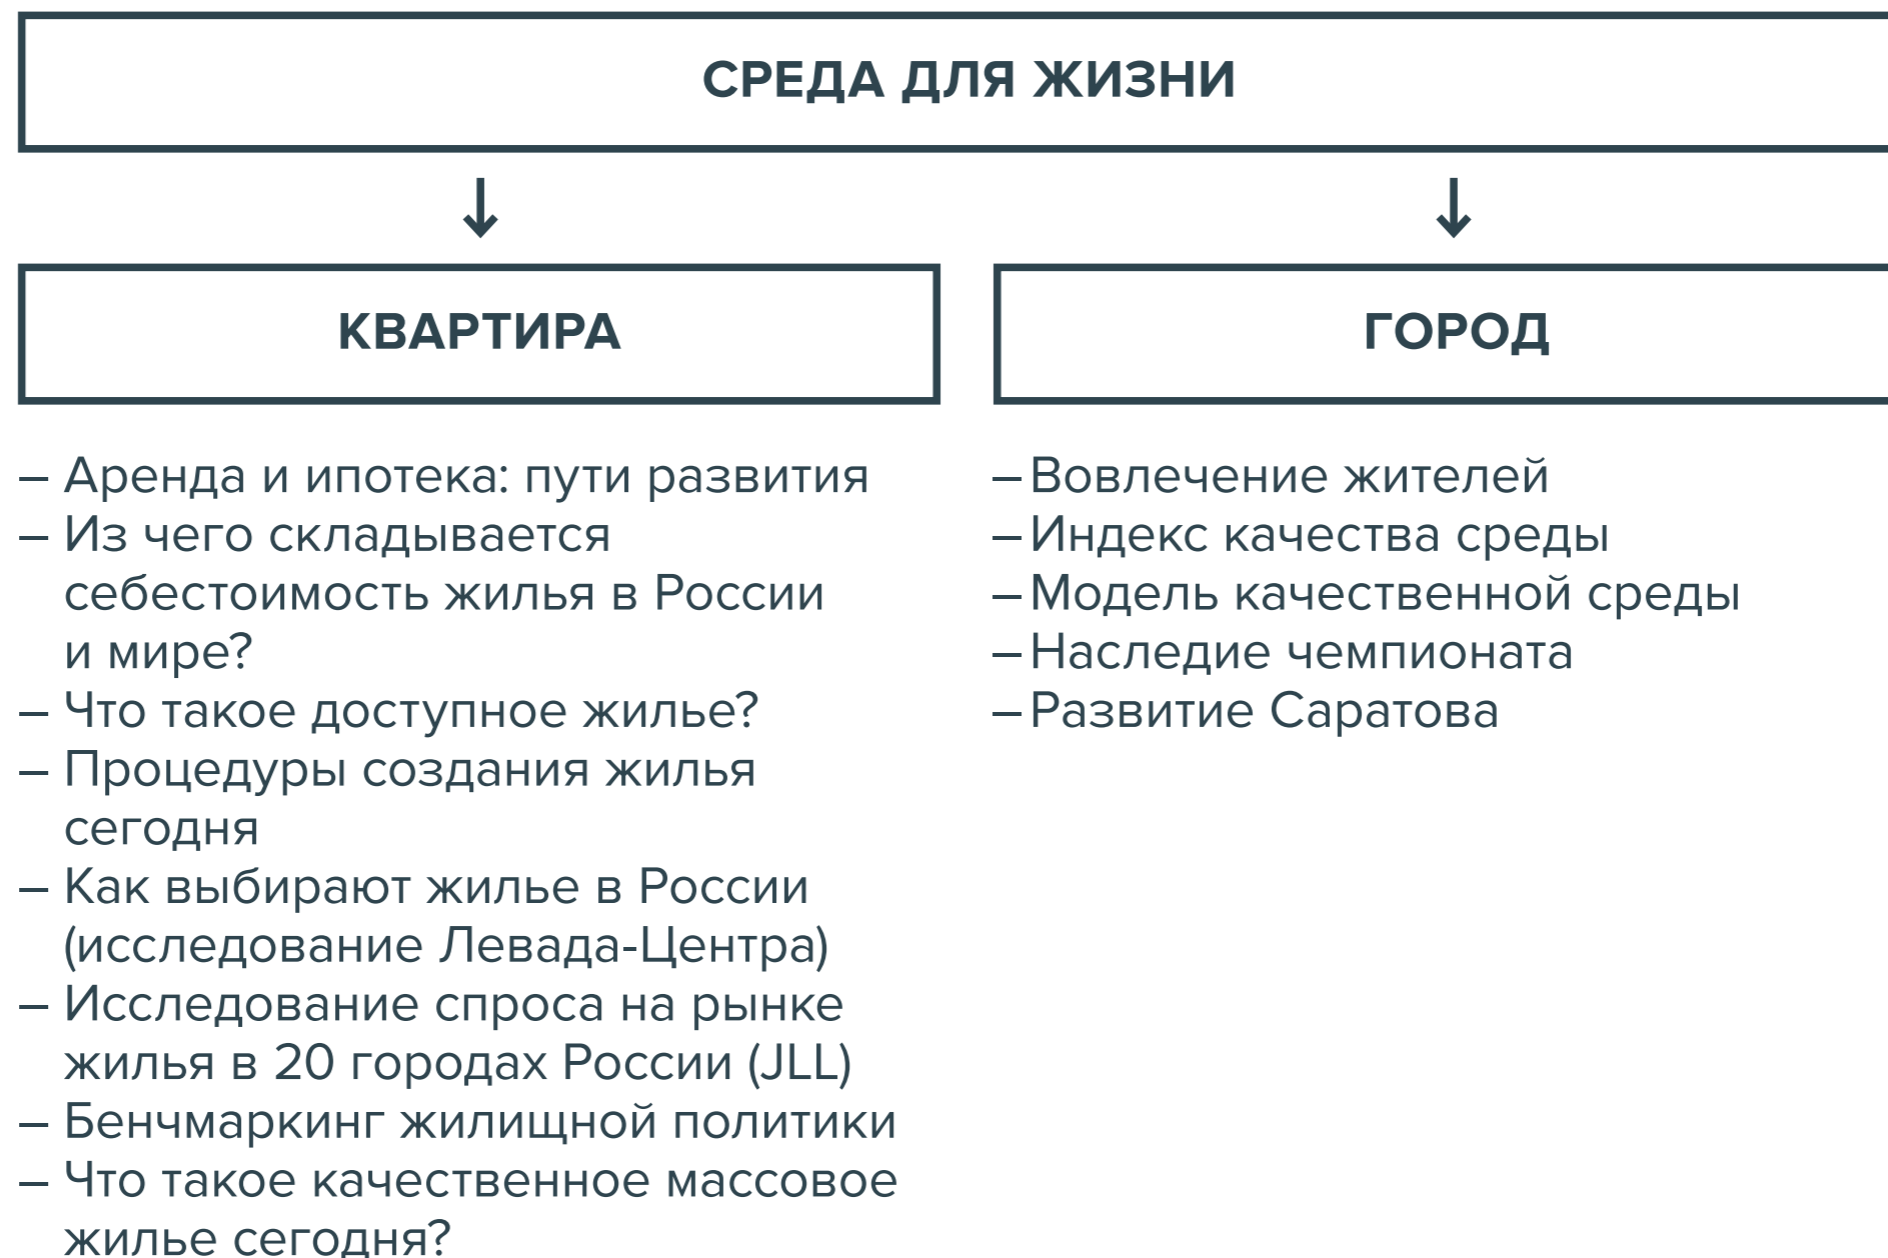 СРЕДА ДЛЯ ЖИЗНИ
КВАРТИРА
– Аренда и ипотека: пути развития
– Из чего складывается
себестоимость жилья в России
и мире?
– Что такое доступное жилье?
– Процедуры создания жилья
сегодня
– Как выбирают жилье в России
(исследование Левада-Центра)
– Исследование спроса на рынке
жилья в 20 городах России (JLL)
– Бенчмаркинг жилищной политики
– Что такое качественное массовое
жилье сегодня?
ГОРОД
– Вовлечение жителей
– Индекс качества среды
– Модель качественной среды
– Наследие чемпионата
– Развитие Саратова